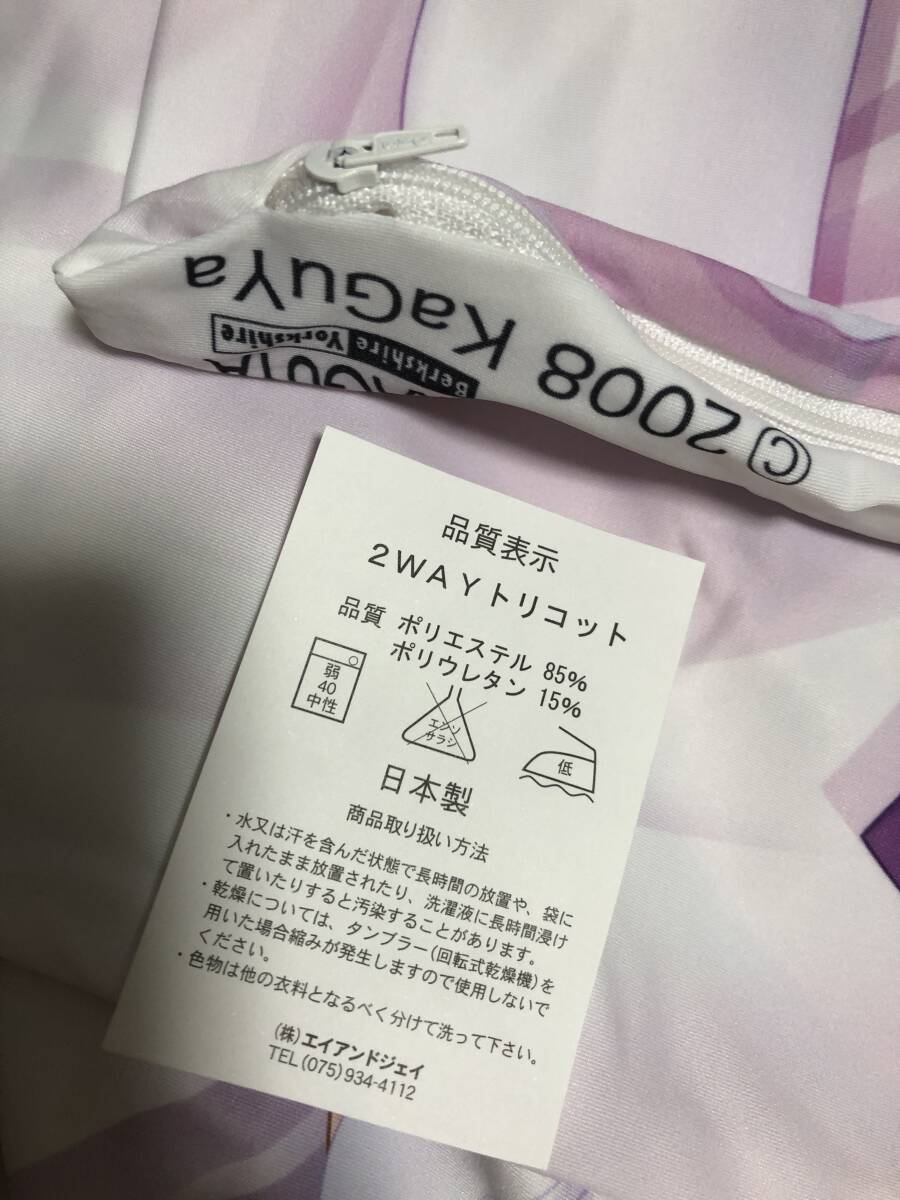 ©2008 KaGuYa
Berkshire
Yorkshire
品質表示
2WAYトリコット
品質 ポリエステル 85%
ポリウレタン 15%
弱
40
中性
エンソ
サラシ
低
日本製
商品取り扱い方法
・水又は汗を含んだ状態で長時間の放置や、袋に
入れたまま放置されたり、洗濯液に長時間浸け
て置いたりすると汚染することがあります。
・乾燥については、タンブラー(回転式乾燥機)を
用いた場合縮みが発生しますので使用しないで
ください。
・色物は他の衣料となるべく分けて洗って下さい。
(株)エイアンドジェイ
TEL(075)934-4112